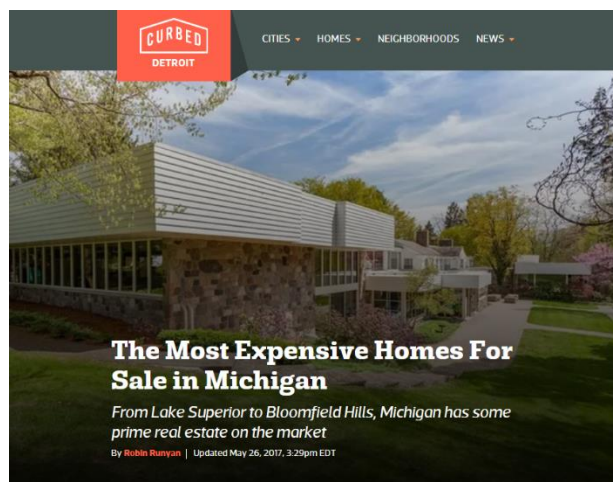 CURBED
DETROIT
CITIES HOMES NEIGHBORHOODS NEWS
The Most Expensive Homes For
Sale in Michigan
From Lake Superior to Bloomfield Hills, Michigan has some
prime real estate on the market
By Robin Runyan | Updated May 26, 2017, 3:29pm EDT